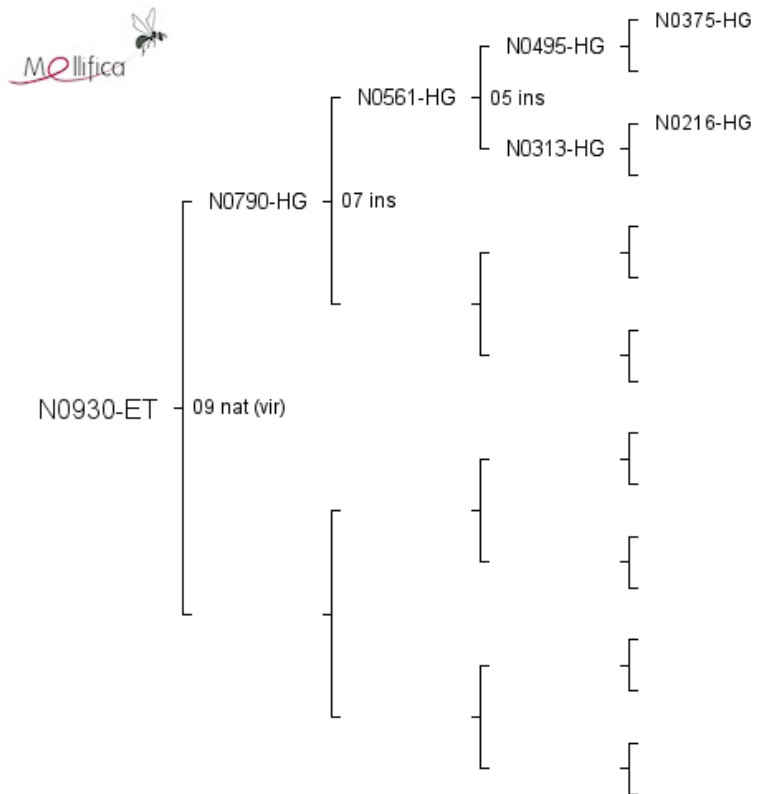 Mellifica
N0375-HG
N0495-HG
N0561-HG
05 ins
N0216-HG
N0313-HG
N0790-HG
07 ins
N0930-ET
09 nat (vir)